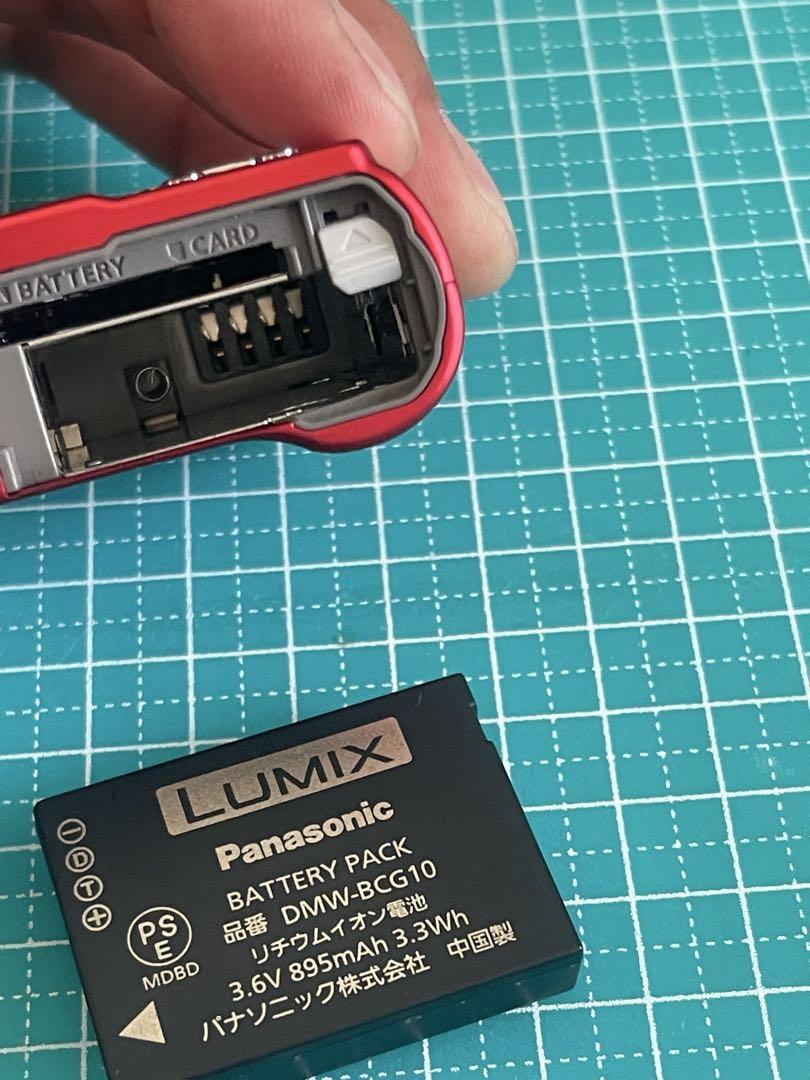 BATTERY
CARD
LUMIX
Panasonic
BATTERY PACK
品番 DMW-BCG10
リチウムイオン電池
3.6V 895mAh 3.3Wh
パナソニック株式会社 中国製
− D T +
PS
E
MDBD